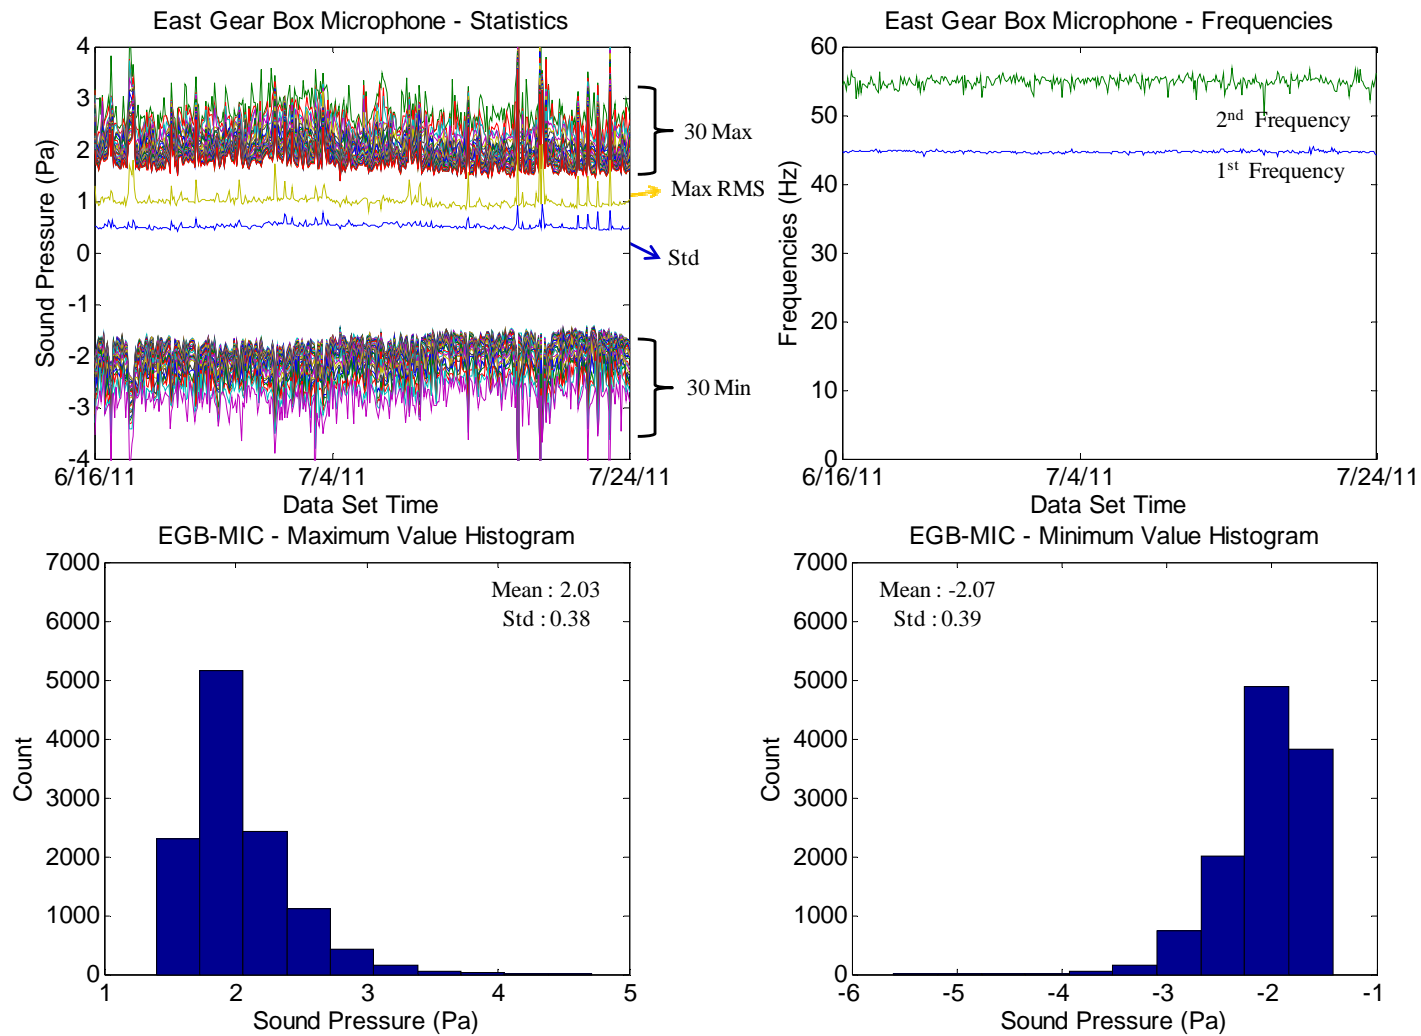 East Gear Box Microphone - Statistics
4
3
2
1
0
-1
-2
-3
-4
Sound Pressure (Pa)
30 Max
Max RMS
Std
30 Min
6/16/11 7/4/11 7/24/11
Data Set Time
East Gear Box Microphone - Frequencies
60
50
40
30
20
10
0
Frequencies (Hz)
2nd Frequency
1st Frequency
6/16/11 7/4/11 7/24/11
Data Set Time
EGB-MIC - Maximum Value Histogram
7000
6000
5000
4000
3000
2000
1000
0
Count
Mean : 2.03
Std : 0.38
1 2 3 4 5
Sound Pressure (Pa)
EGB-MIC - Minimum Value Histogram
7000
6000
5000
4000
3000
2000
1000
0
Count
Mean : -2.07
Std : 0.39
-6 -5 -4 -3 -2 -1
Sound Pressure (Pa)